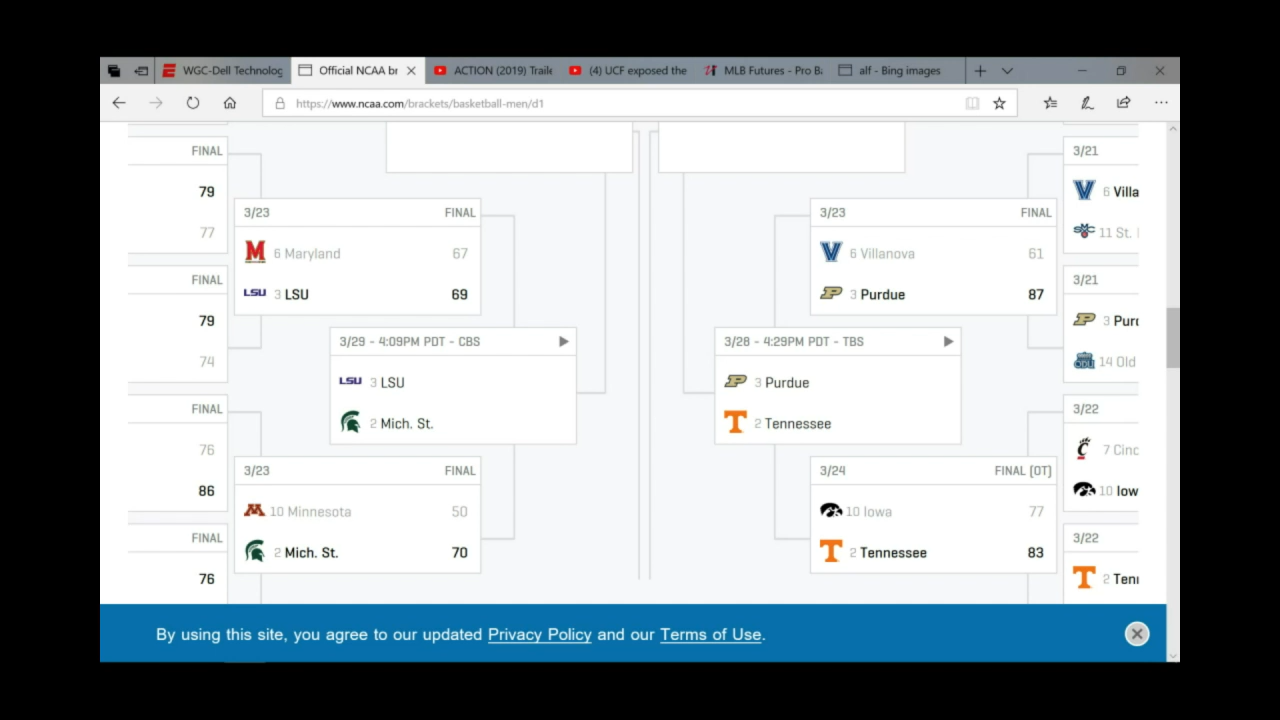 WGC-Dell Technolog
Official NCAA br
ACTION (2019) Traile
(4) UCF exposed the
MLB Futures - Pro Ba
alf - Bing images
https://www.ncaa.com/brackets/basketball-men/d1
FINAL
79
77
FINAL
79
74
FINAL
76
86
FINAL
76
3/23 FINAL
6 Maryland 67
LSU 3 LSU 69
3/29 - 4:09PM PDT - CBS
LSU 3 LSU
2 Mich. St.
3/23 FINAL
10 Minnesota 50
2 Mich. St. 70
3/23 FINAL
6 Villanova 61
3 Purdue 87
3/28 - 4:29PM PDT - TBS
3 Purdue
2 Tennessee
3/24 FINAL (OT)
10 Iowa 77
2 Tennessee 83
3/21
6 Villa
11 St.
3/21
3 Purd
14 Old
3/22
7 Cinc
10 Iow
3/22
2 Tenn
By using this site, you agree to our updated Privacy Policy and our Terms of Use.